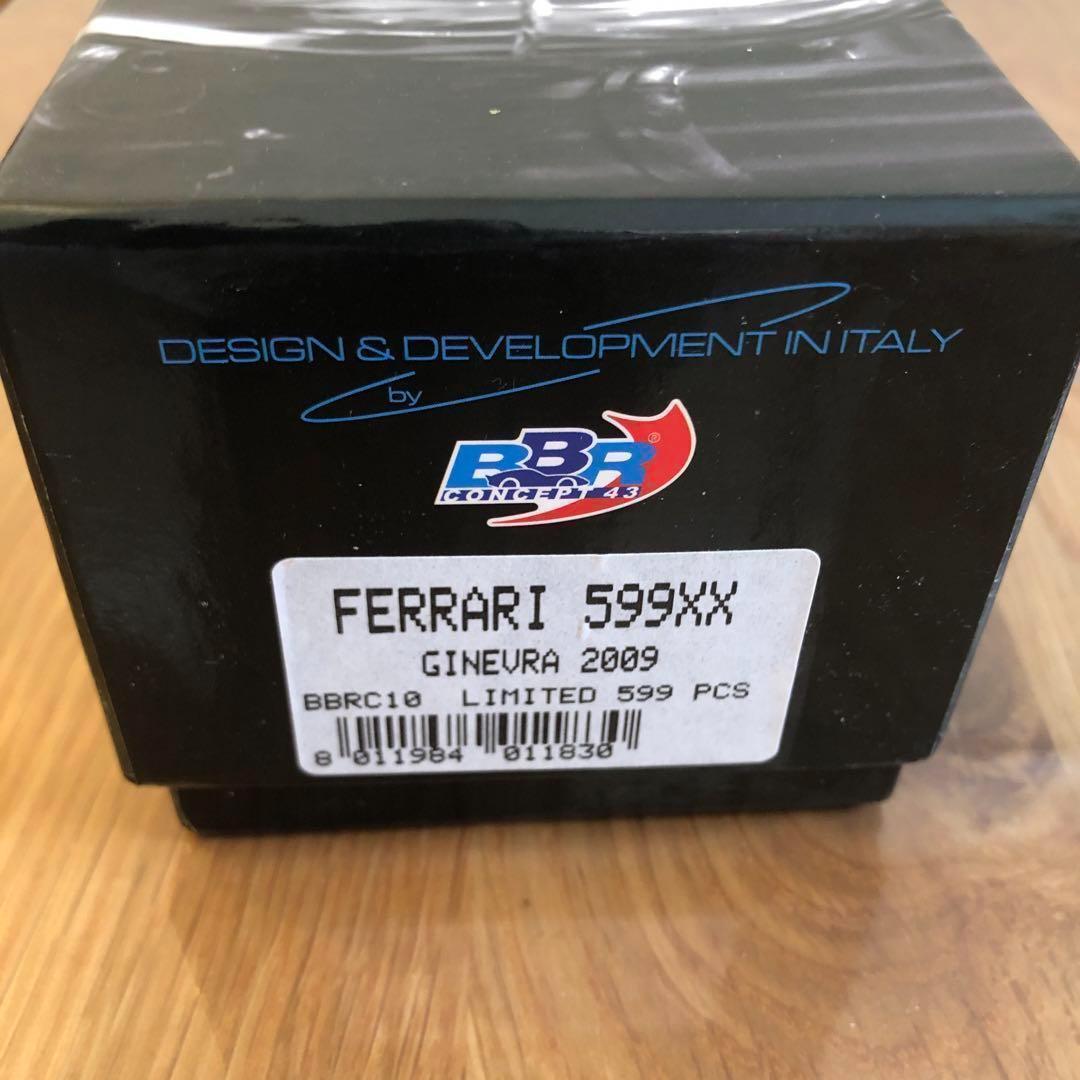 DESIGN & DEVELOPMENT IN ITALY
by
BBR®
CONCEPT 43
FERRARI 599XX
GINEVRA 2009
BBRC10 LIMITED 599 PCS
8 011984 011830